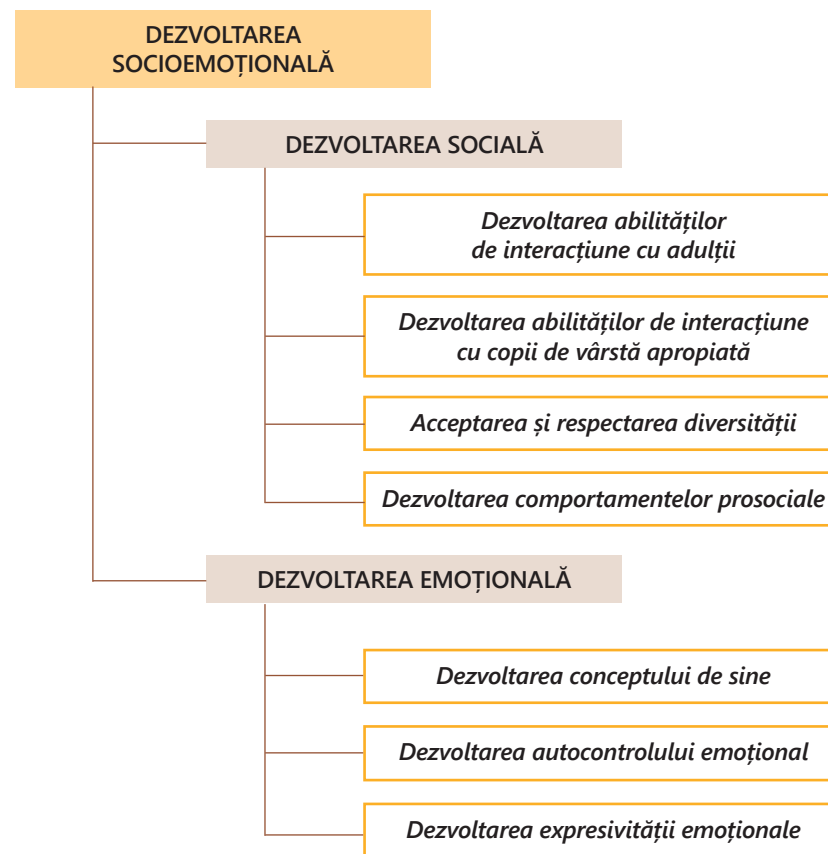 DEZVOLTAREA
SOCIOEMOȚIONALĂ
DEZVOLTAREA SOCIALĂ
Dezvoltarea abilităților
de interacțiune cu adulții
Dezvoltarea abilităților de interacțiune
cu copii de vârstă apropiată
Acceptarea și respectarea diversității
Dezvoltarea comportamentelor prosociale
DEZVOLTAREA EMOȚIONALĂ
Dezvoltarea conceptului de sine
Dezvoltarea autocontrolului emoțional
Dezvoltarea expresivității emoționale